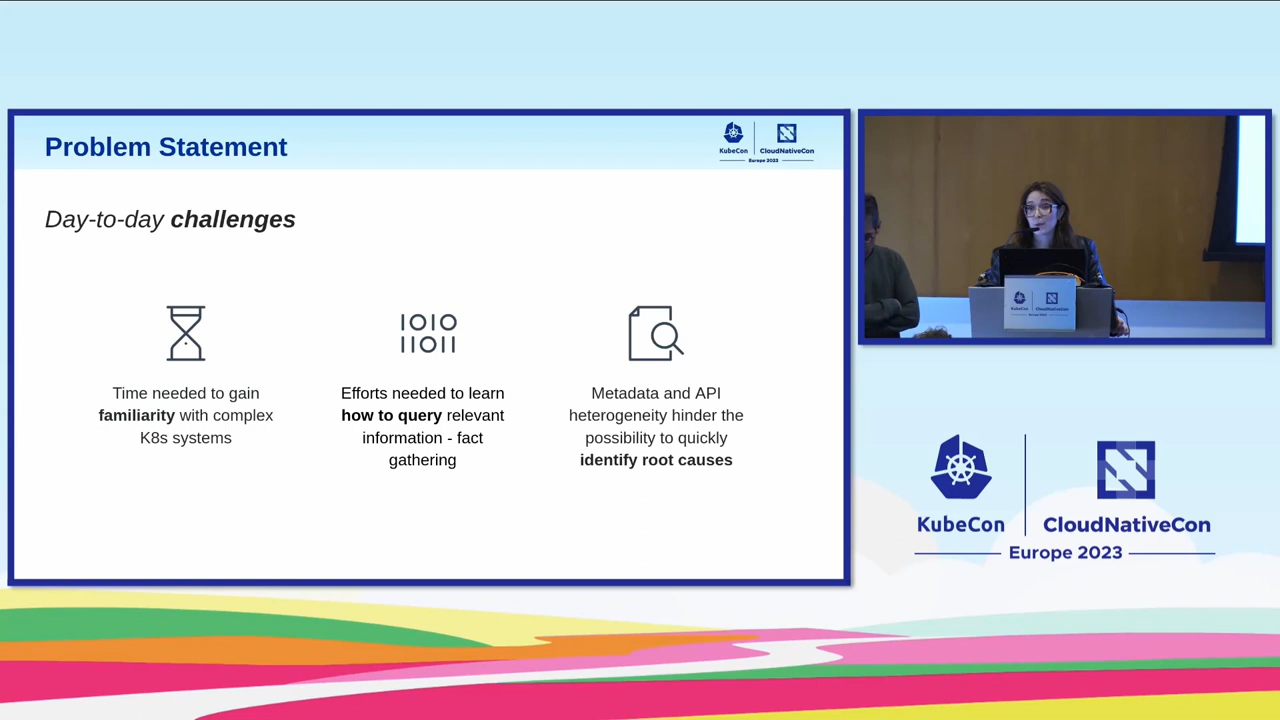 Problem Statement
KubeCon
CloudNativeCon
Europe 2023
Day-to-day challenges
Time needed to gain
familiarity with complex
K8s systems
Efforts needed to learn
how to query relevant
information - fact
gathering
Metadata and API
heterogeneity hinder the
possibility to quickly
identify root causes
KubeCon
CloudNativeCon
Europe 2023